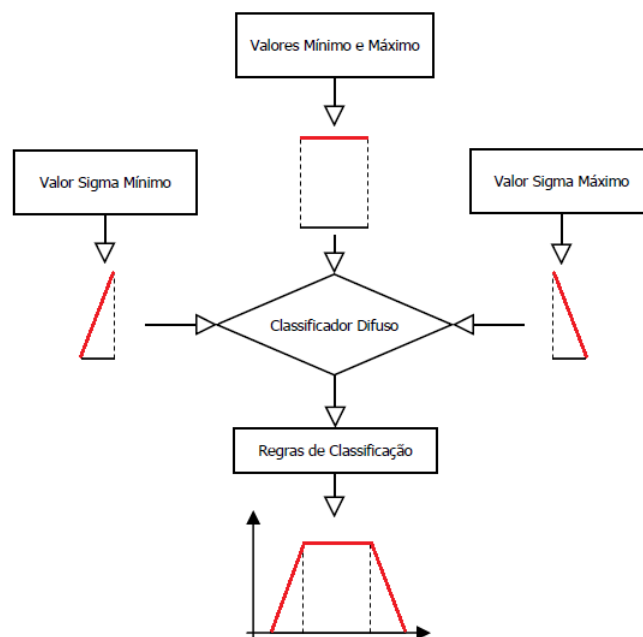 Valores Mínimo e Máximo
Valor Sigma Mínimo
Valor Sigma Máximo
Classificador Difuso
Regras de Classificação